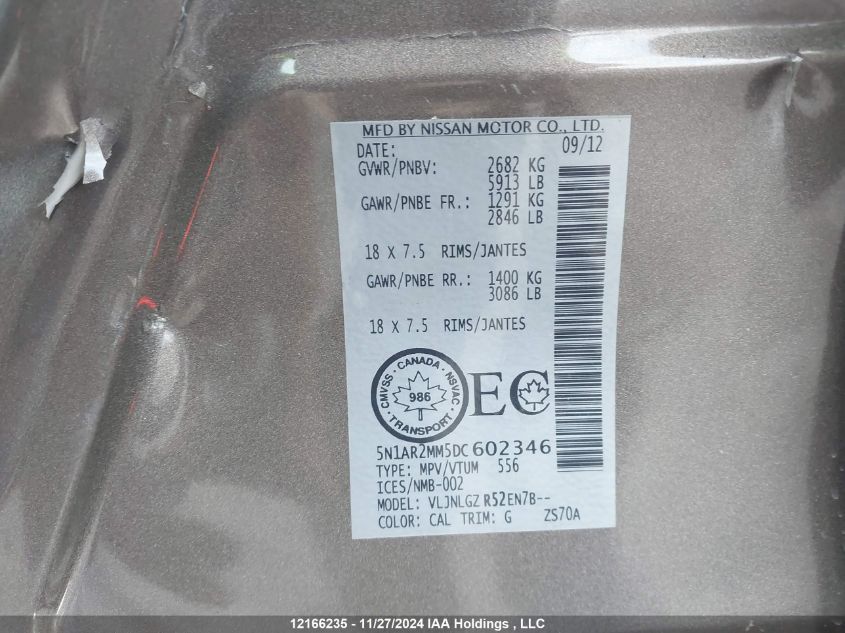 MFD BY NISSAN MOTOR CO., LTD.
DATE: 09/12
GVWR/PNBV: 2682 KG
5913 LB
GAWR/PNBE FR.: 1291 KG
2846 LB
18 X 7.5 RIMS/JANTES
GAWR/PNBE RR.: 1400 KG
3086 LB
18 X 7.5 RIMS/JANTES
CMVSS · CANADA · NSVAC · TRANSPORT ·
986
EC
5N1AR2MM5DC602346
TYPE: MPV/VTUM 556
ICES/NMB-002
MODEL: VLJNLGZ R52EN7B--
COLOR: CAL TRIM: G ZS70A
12166235 - 11/27/2024 IAA Holdings , LLC